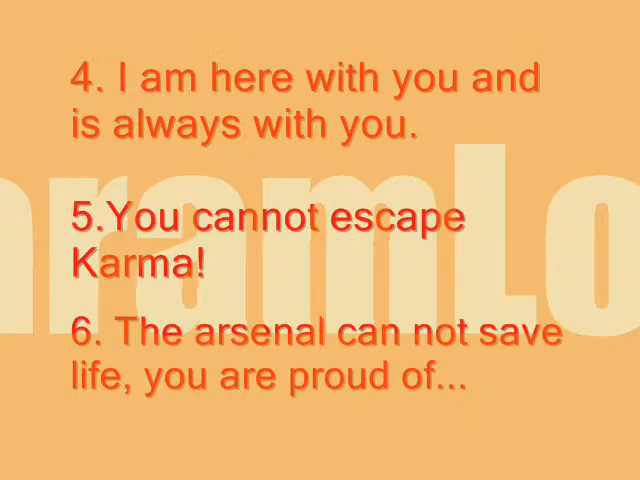 4. I am here with you and
is always with you.
aramLo
5.You cannot escape
Karma!
6. The arsenal can not save
life, you are proud of...